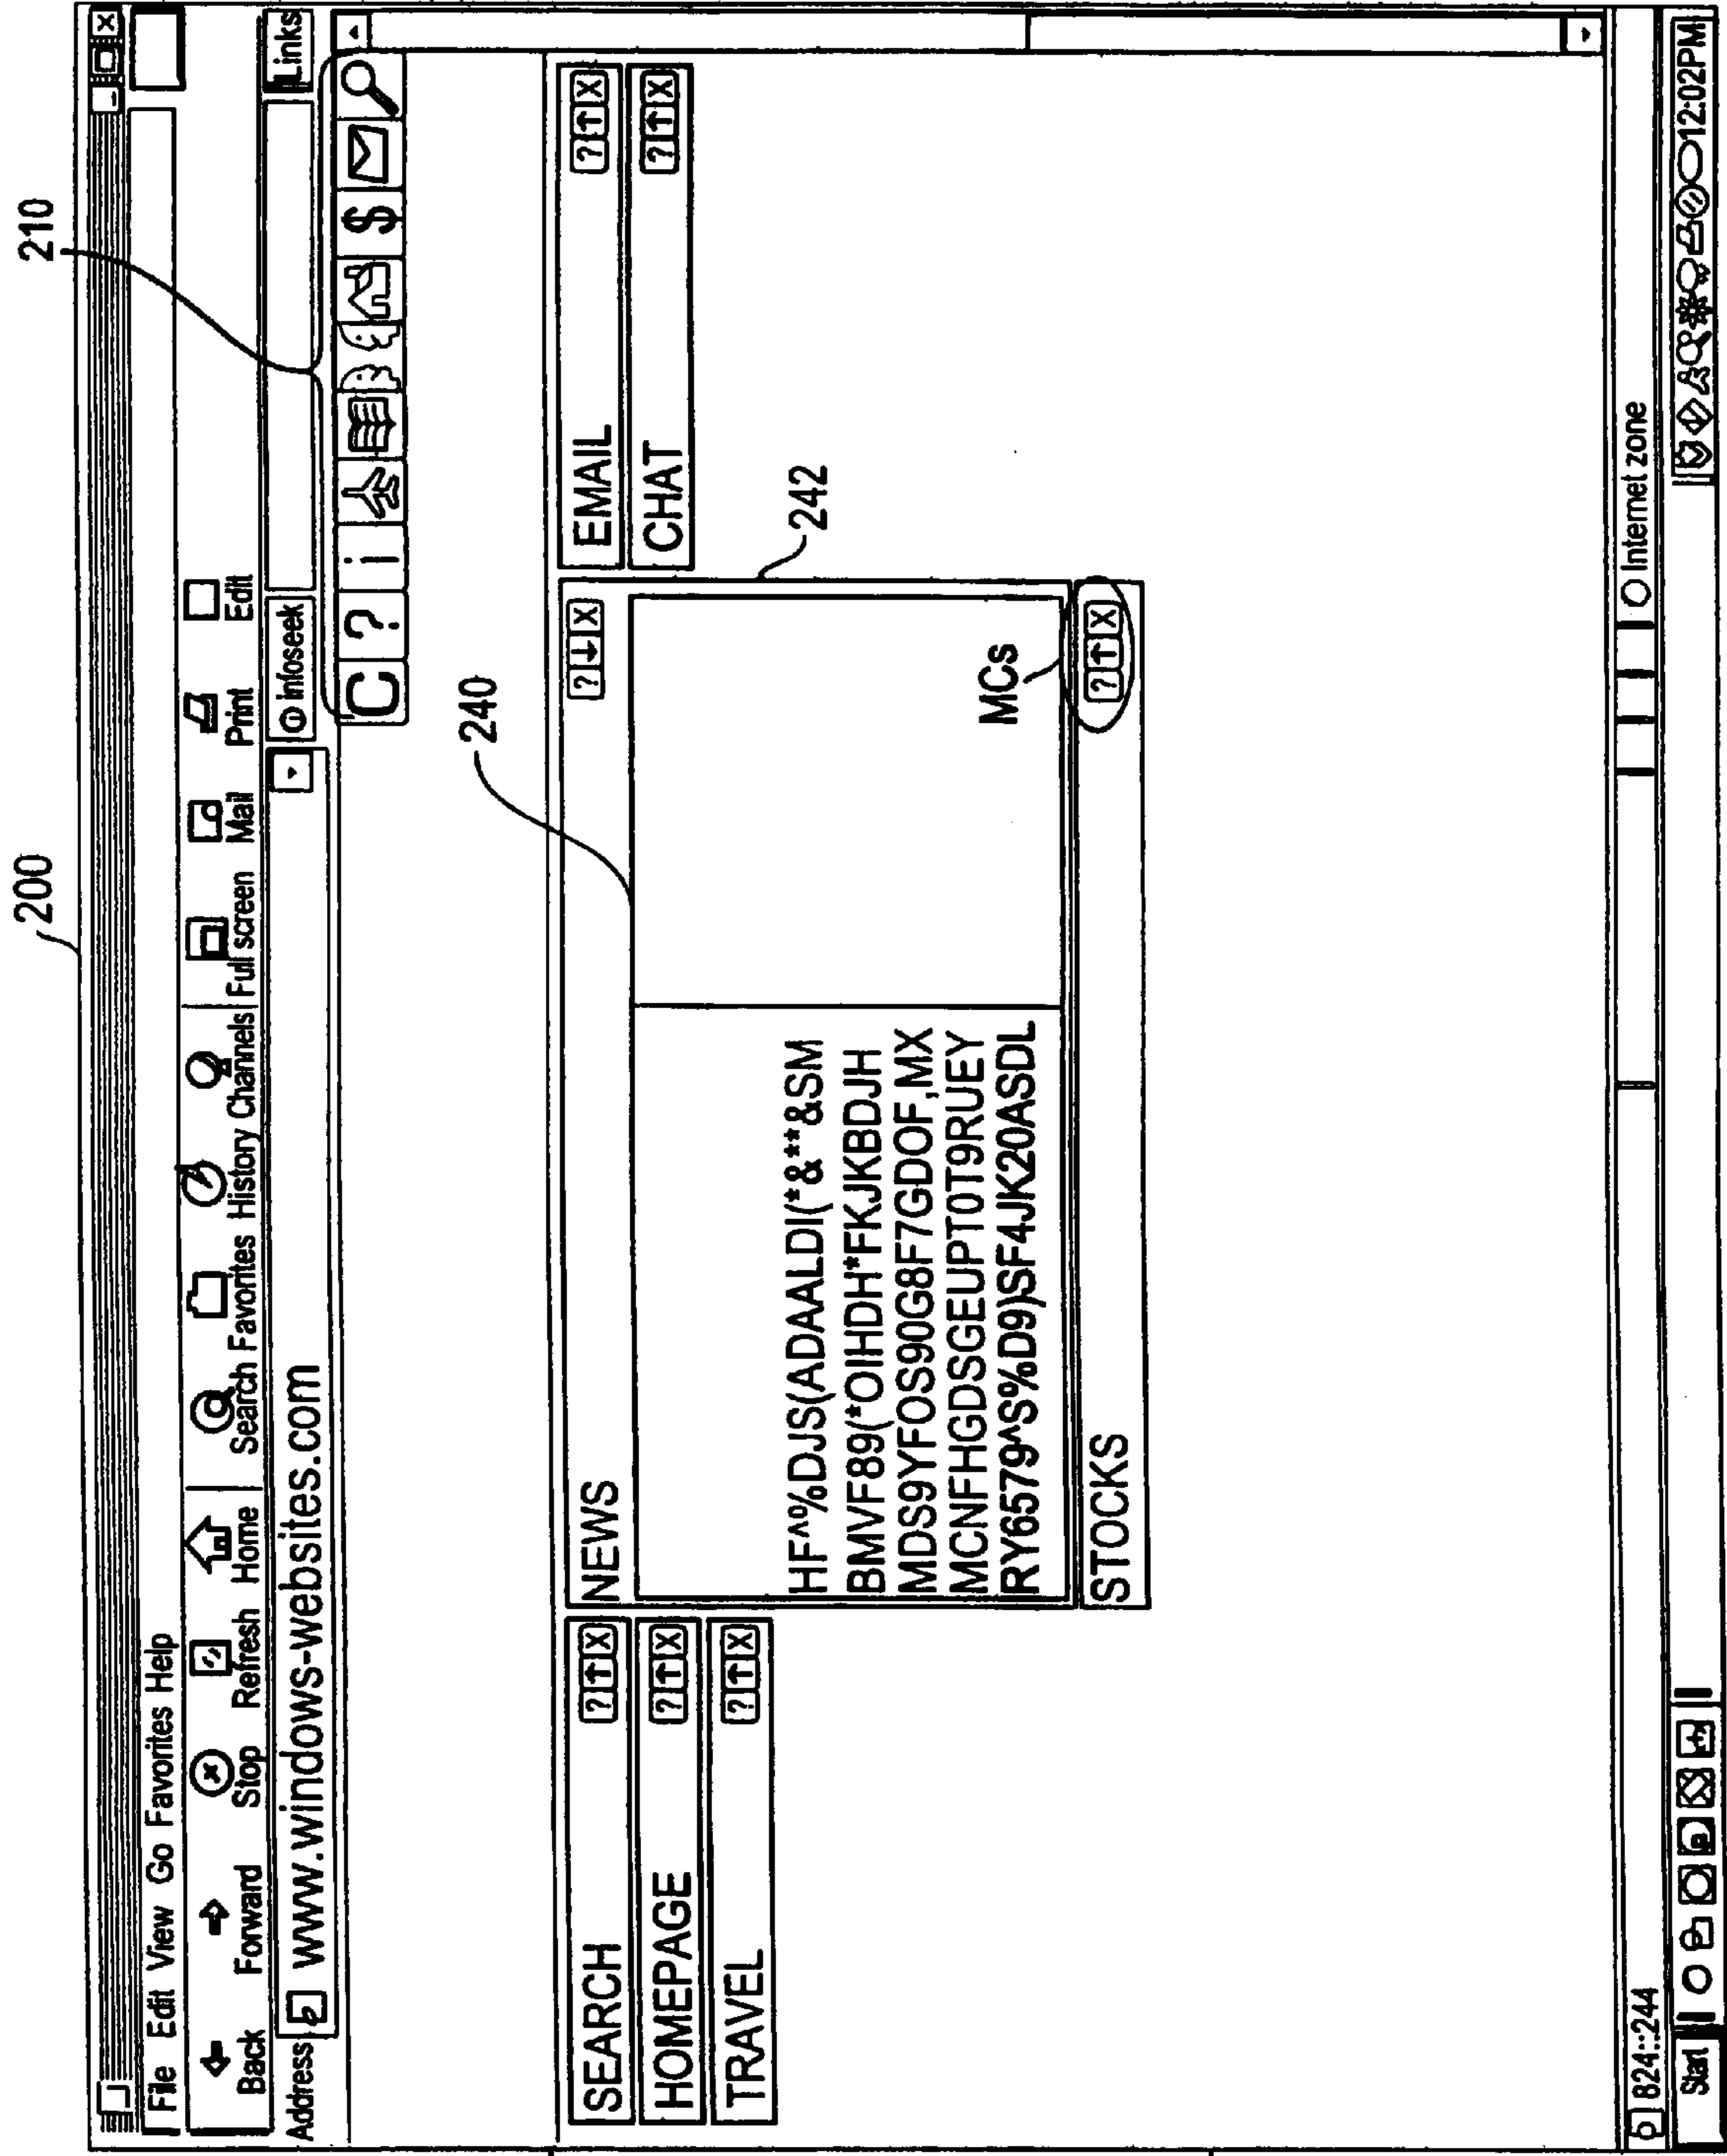 200
210
File Edit View Go Favorites Help
Back Forward Stop Refresh Home Search Favorites History Channels Full screen Mail Print Edit
Address www.windows-websites.com Infoseek Links
C ? i $
240
SEARCH ? ↑ X
NEWS ? ↓ X
EMAIL ? ↑ X
HOMEPAGE ? ↑ X
CHAT ? ↑ X
TRAVEL ? ↑ X
242
HF^%DJS(ADAALDI(*&**&SM
BMVF89(*OIHDH*FKJKBDJH
MDS9YFOS90G8F7GDOF,MX
MCNFHGDSGEUPT0T9RUEY
RY6579^S%D9)SF4JK20ASDL
MCs
STOCKS ? ↑ X
824::244 Internet zone
Start 12:02PM